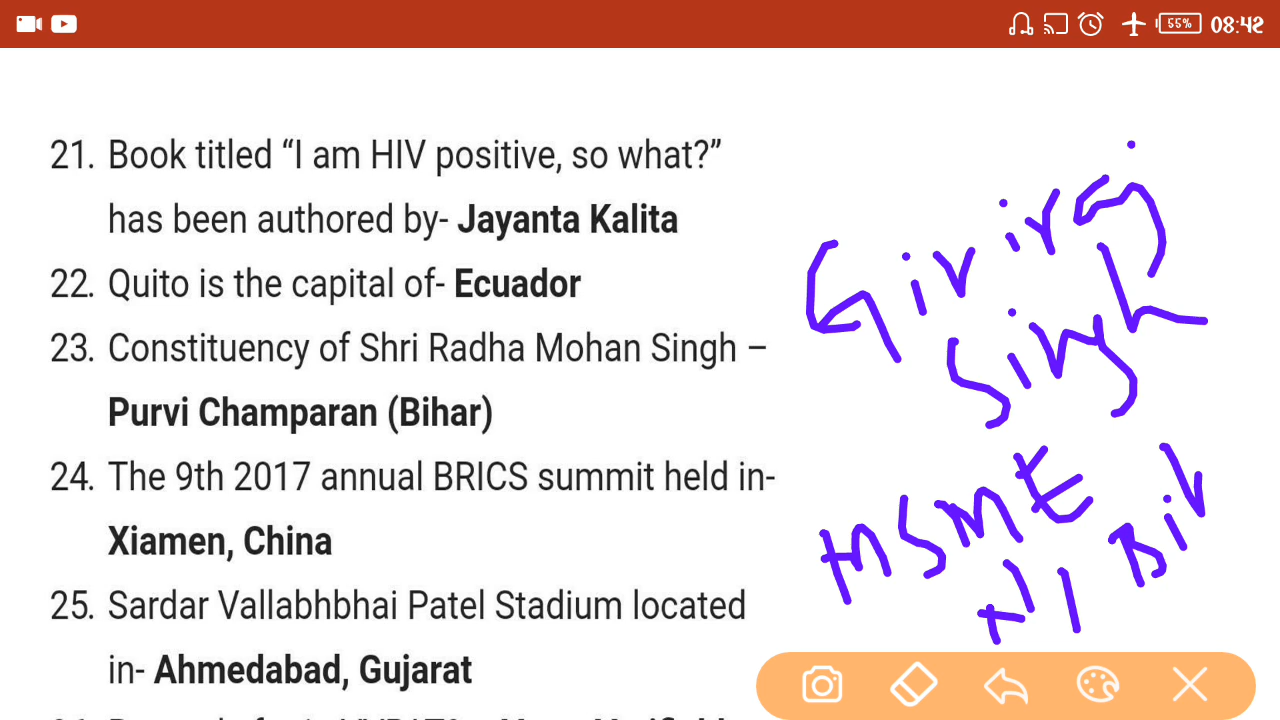 55% 08:42
21. Book titled “I am HIV positive, so what?”
has been authored by- Jayanta Kalita
22. Quito is the capital of- Ecuador
23. Constituency of Shri Radha Mohan Singh –
Purvi Champaran (Bihar)
24. The 9th 2017 annual BRICS summit held in-
Xiamen, China
25. Sardar Vallabhbhai Patel Stadium located
in- Ahmedabad, Gujarat
Giriraj
Singh
MSME